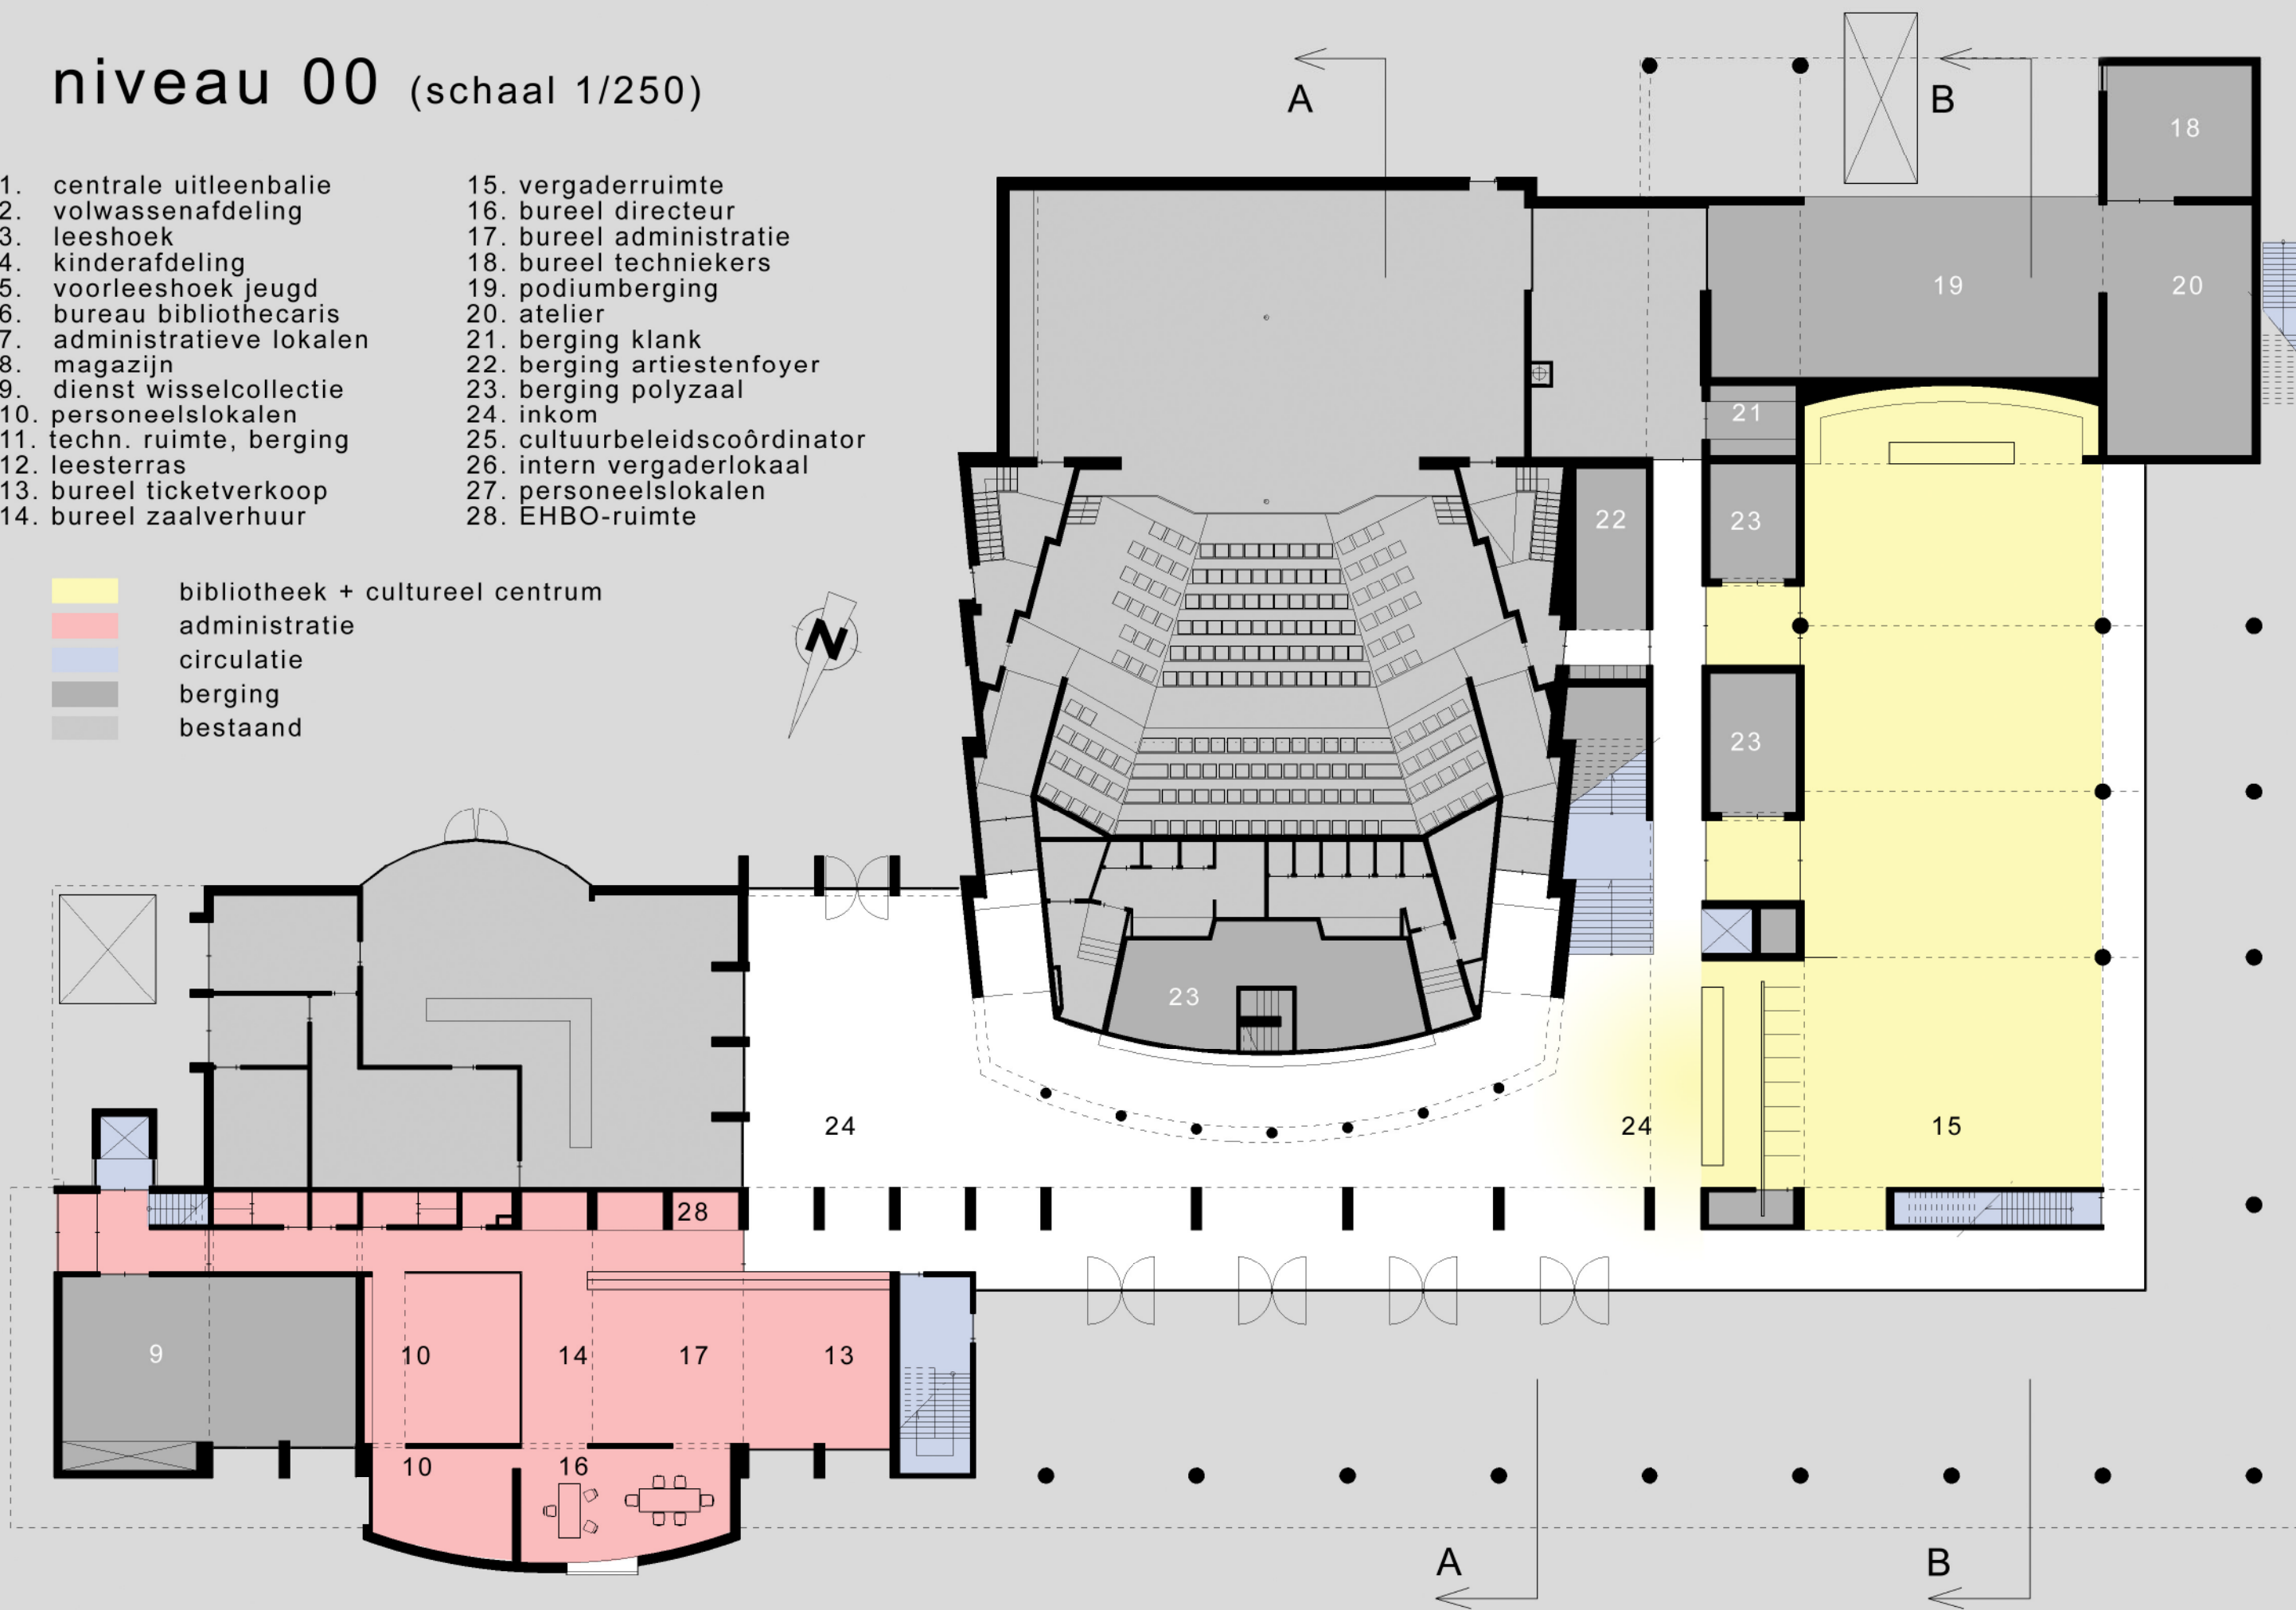 niveau 00 (schaal 1/250)
1. centrale uitleenbalie
2. volwassenafdeling
3. leeshoek
4. kinderafdeling
5. voorleeshoek jeugd
6. bureau bibliothecaris
7. administratieve lokalen
8. magazijn
9. dienst wisselcollectie
10. personeelslokalen
11. techn. ruimte, berging
12. leesterras
13. bureel ticketverkoop
14. bureel zaalverhuur
15. vergaderruimte
16. bureel directeur
17. bureel administratie
18. bureel techniekers
19. podiumberging
20. atelier
21. berging klank
22. berging artiestenfoyer
23. berging polyzaal
24. inkom
25. cultuurbeleidscoôrdinator
26. intern vergaderlokaal
27. personeelslokalen
28. EHBO-ruimte
bibliotheek + cultureel centrum
administratie
circulatie
berging
bestaand
N
A
B
18
19
20
21
22
23
23
23
24
24
15
28
9
10
14
17
13
10
16
A
B